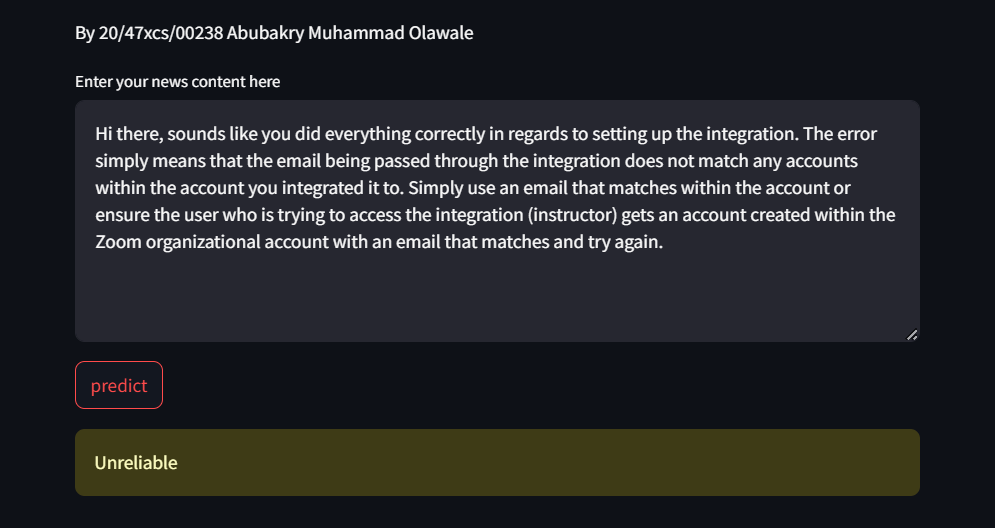 By 20/47xcs/00238 Abubakry Muhammad Olawale
Enter your news content here
Hi there, sounds like you did everything correctly in regards to setting up the integration. The error
simply means that the email being passed through the integration does not match any accounts
within the account you integrated it to. Simply use an email that matches within the account or
ensure the user who is trying to access the integration (instructor) gets an account created within the
Zoom organizational account with an email that matches and try again.
predict
Unreliable